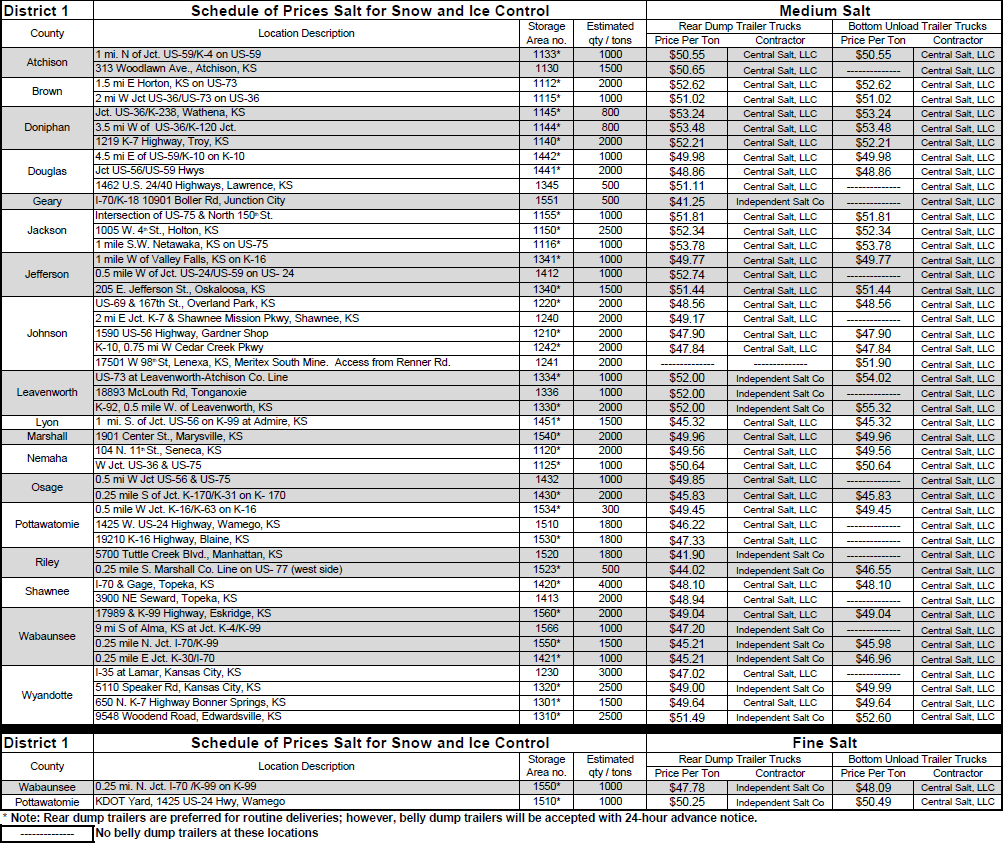 District 1 Schedule of Prices Salt for Snow and Ice Control Medium Salt
County Location Description Storage Area no. Estimated qty / tons Rear Dump Trailer Trucks Bottom Unload Trailer Trucks
Price Per Ton Contractor Price Per Ton Contractor
Atchison 1 mi. N of Jct. US-59/K-4 on US-59 1133* 1000 $50.55 Central Salt, LLC $50.55 Central Salt, LLC
313 Woodlawn Ave., Atchison, KS 1130 1500 $50.65 Central Salt, LLC -------------- Central Salt, LLC
Brown 1.5 mi E Horton, KS on US-73 1112* 2000 $52.62 Central Salt, LLC $52.62 Central Salt, LLC
2 mi W Jct US-36/US-73 on US-36 1115* 1000 $51.02 Central Salt, LLC $51.02 Central Salt, LLC
Doniphan Jct. US-36/K-238, Wathena, KS 1145* 800 $53.24 Central Salt, LLC $53.24 Central Salt, LLC
3.5 mi W of US-36/K-120 Jct. 1144* 800 $53.48 Central Salt, LLC $53.48 Central Salt, LLC
1219 K-7 Highway, Troy, KS 1140* 2000 $52.21 Central Salt, LLC $52.21 Central Salt, LLC
Douglas 4.5 mi E of US-59/K-10 on K-10 1442* 1000 $49.98 Central Salt, LLC $49.98 Central Salt, LLC
Jct US-56/US-59 Hwys 1441* 2000 $48.86 Central Salt, LLC $48.86 Central Salt, LLC
1462 U.S. 24/40 Highways, Lawrence, KS 1345 500 $51.11 Central Salt, LLC -------------- Central Salt, LLC
Geary I-70/K-18 10901 Boller Rd, Junction City 1551 500 $41.25 Independent Salt Co -------------- Central Salt, LLC
Jackson Intersection of US-75 & North 150th St. 1155* 1000 $51.81 Central Salt, LLC $51.81 Central Salt, LLC
1005 W. 4th St., Holton, KS 1150* 2500 $52.34 Central Salt, LLC $52.34 Central Salt, LLC
1 mile S.W. Netawaka, KS on US-75 1116* 1000 $53.78 Central Salt, LLC $53.78 Central Salt, LLC
Jefferson 1 mile W of Valley Falls, KS on K-16 1341* 1000 $49.77 Central Salt, LLC $49.77 Central Salt, LLC
0.5 mile W of Jct. US-24/US-59 on US- 24 1412 1000 $52.74 Central Salt, LLC -------------- Central Salt, LLC
205 E. Jefferson St., Oskaloosa, KS 1340* 1500 $51.44 Central Salt, LLC $51.44 Central Salt, LLC
Johnson US-69 & 167th St., Overland Park, KS 1220* 2000 $48.56 Central Salt, LLC $48.56 Central Salt, LLC
2 mi E Jct. K-7 & Shawnee Mission Pkwy, Shawnee, KS 1240 2000 $49.17 Central Salt, LLC -------------- Central Salt, LLC
1590 US-56 Highway, Gardner Shop 1210* 2000 $47.90 Central Salt, LLC $47.90 Central Salt, LLC
K-10, 0.75 mi W Cedar Creek Pkwy 1242* 2000 $47.84 Central Salt, LLC $47.84 Central Salt, LLC
17501 W 98th St, Lenexa, KS, Meritex South Mine. Access from Renner Rd. 1241 2000 -------------- -------------- $51.90 Central Salt, LLC
Leavenworth US-73 at Leavenworth-Atchison Co. Line 1334* 1000 $52.00 Independent Salt Co $54.02 Central Salt, LLC
18893 McLouth Rd, Tonganoxie 1336 1000 $52.00 Independent Salt Co -------------- Central Salt, LLC
K-92, 0.5 mile W. of Leavenworth, KS 1330* 2000 $52.00 Independent Salt Co $55.32 Central Salt, LLC
Lyon 1 mi. S. of Jct. US-56 on K-99 at Admire, KS 1451* 1500 $45.32 Central Salt, LLC $45.32 Central Salt, LLC
Marshall 1901 Center St., Marysville, KS 1540* 2000 $49.96 Central Salt, LLC $49.96 Central Salt, LLC
Nemaha 104 N. 11th St., Seneca, KS 1120* 2000 $49.56 Central Salt, LLC $49.56 Central Salt, LLC
W Jct. US-36 & US-75 1125* 1000 $50.64 Central Salt, LLC $50.64 Central Salt, LLC
Osage 0.5 mi W Jct US-56 & US-75 1432 1000 $49.85 Central Salt, LLC -------------- Central Salt, LLC
0.25 mile S of Jct. K-170/K-31 on K- 170 1430* 2000 $45.83 Central Salt, LLC $45.83 Central Salt, LLC
Pottawatomie 0.5 mile W Jct. K-16/K-63 on K-16 1534* 300 $49.45 Central Salt, LLC $49.45 Central Salt, LLC
1425 W. US-24 Highway, Wamego, KS 1510 1800 $46.22 Central Salt, LLC -------------- Central Salt, LLC
19210 K-16 Highway, Blaine, KS 1530* 1800 $47.33 Central Salt, LLC -------------- Central Salt, LLC
Riley 5700 Tuttle Creek Blvd., Manhattan, KS 1520 1800 $41.90 Independent Salt Co -------------- Central Salt, LLC
0.25 mile S. Marshall Co. Line on US- 77 (west side) 1523* 500 $44.02 Independent Salt Co $46.55 Central Salt, LLC
Shawnee I-70 & Gage, Topeka, KS 1420* 4000 $48.10 Central Salt, LLC $48.10 Central Salt, LLC
3900 NE Seward, Topeka, KS 1413 2000 $48.94 Central Salt, LLC -------------- Central Salt, LLC
Wabaunsee 17989 & K-99 Highway, Eskridge, KS 1560* 2000 $49.04 Central Salt, LLC $49.04 Central Salt, LLC
9 mi S of Alma, KS at Jct. K-4/K-99 1566 1000 $47.20 Independent Salt Co -------------- Central Salt, LLC
0.25 mile N. Jct. I-70/K-99 1550* 1500 $45.21 Independent Salt Co $45.98 Central Salt, LLC
0.25 mile E Jct. K-30/I-70 1421* 1000 $45.21 Independent Salt Co $46.96 Central Salt, LLC
Wyandotte I-35 at Lamar, Kansas City, KS 1230 3000 $47.02 Central Salt, LLC -------------- Central Salt, LLC
5110 Speaker Rd, Kansas City, KS 1320* 2500 $49.00 Independent Salt Co $49.99 Central Salt, LLC
650 N. K-7 Highway Bonner Springs, KS 1301* 1500 $49.64 Central Salt, LLC $49.64 Central Salt, LLC
9548 Woodend Road, Edwardsville, KS 1310* 2500 $51.49 Independent Salt Co $52.60 Central Salt, LLC
District 1 Schedule of Prices Salt for Snow and Ice Control Fine Salt
County Location Description Storage Area no. Estimated qty / tons Rear Dump Trailer Trucks Bottom Unload Trailer Trucks
Price Per Ton Contractor Price Per Ton Contractor
Wabaunsee 0.25 mi. N. Jct. I-70 /K-99 on K-99 1550* 1000 $47.78 Independent Salt Co $48.09 Central Salt, LLC
Pottawatomie KDOT Yard, 1425 US-24 Hwy, Wamego 1510* 1000 $50.25 Independent Salt Co $50.49 Central Salt, LLC
* Note: Rear dump trailers are preferred for routine deliveries; however, belly dump trailers will be accepted with 24-hour advance notice.
-------------- No belly dump trailers at these locations